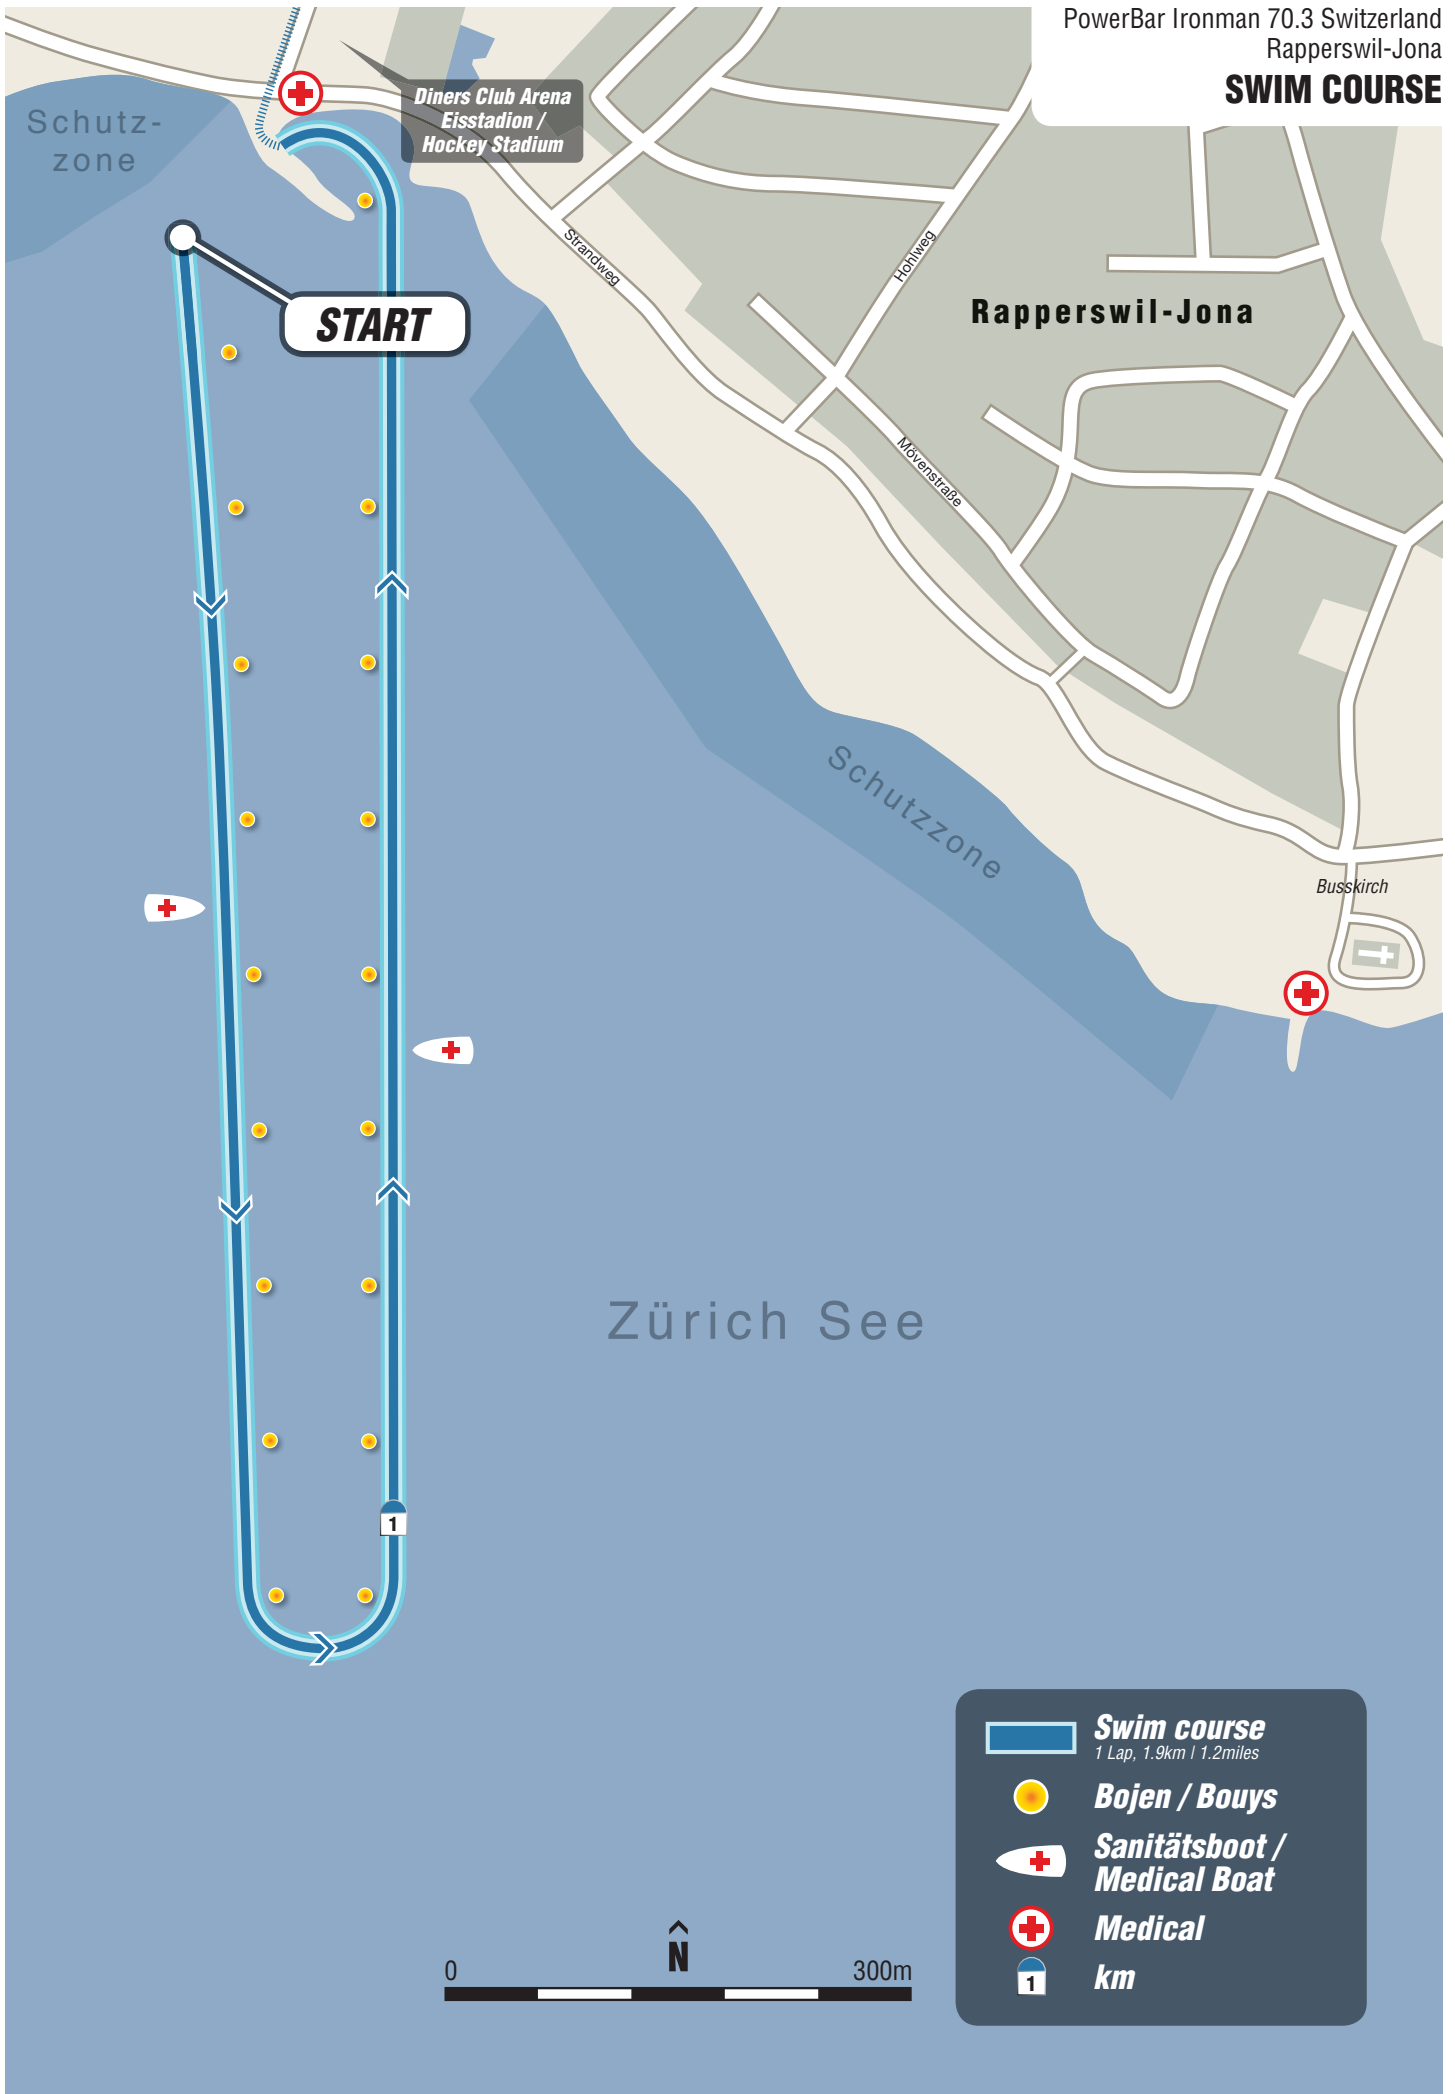 PowerBar Ironman 70.3 Switzerland
Rapperswil-Jona
SWIM COURSE
Schutz-
zone
Diners Club Arena
Eisstadion /
Hockey Stadium
START
Strandweg
Hohlweg
Rapperswil-Jona
Mövenstraße
Schutzzone
Busskirch
Zürich See
1
Swim course
1 Lap, 1.9km | 1.2miles
Bojen / Bouys
Sanitätsboot /
Medical Boat
Medical
1 km
N
0 300m